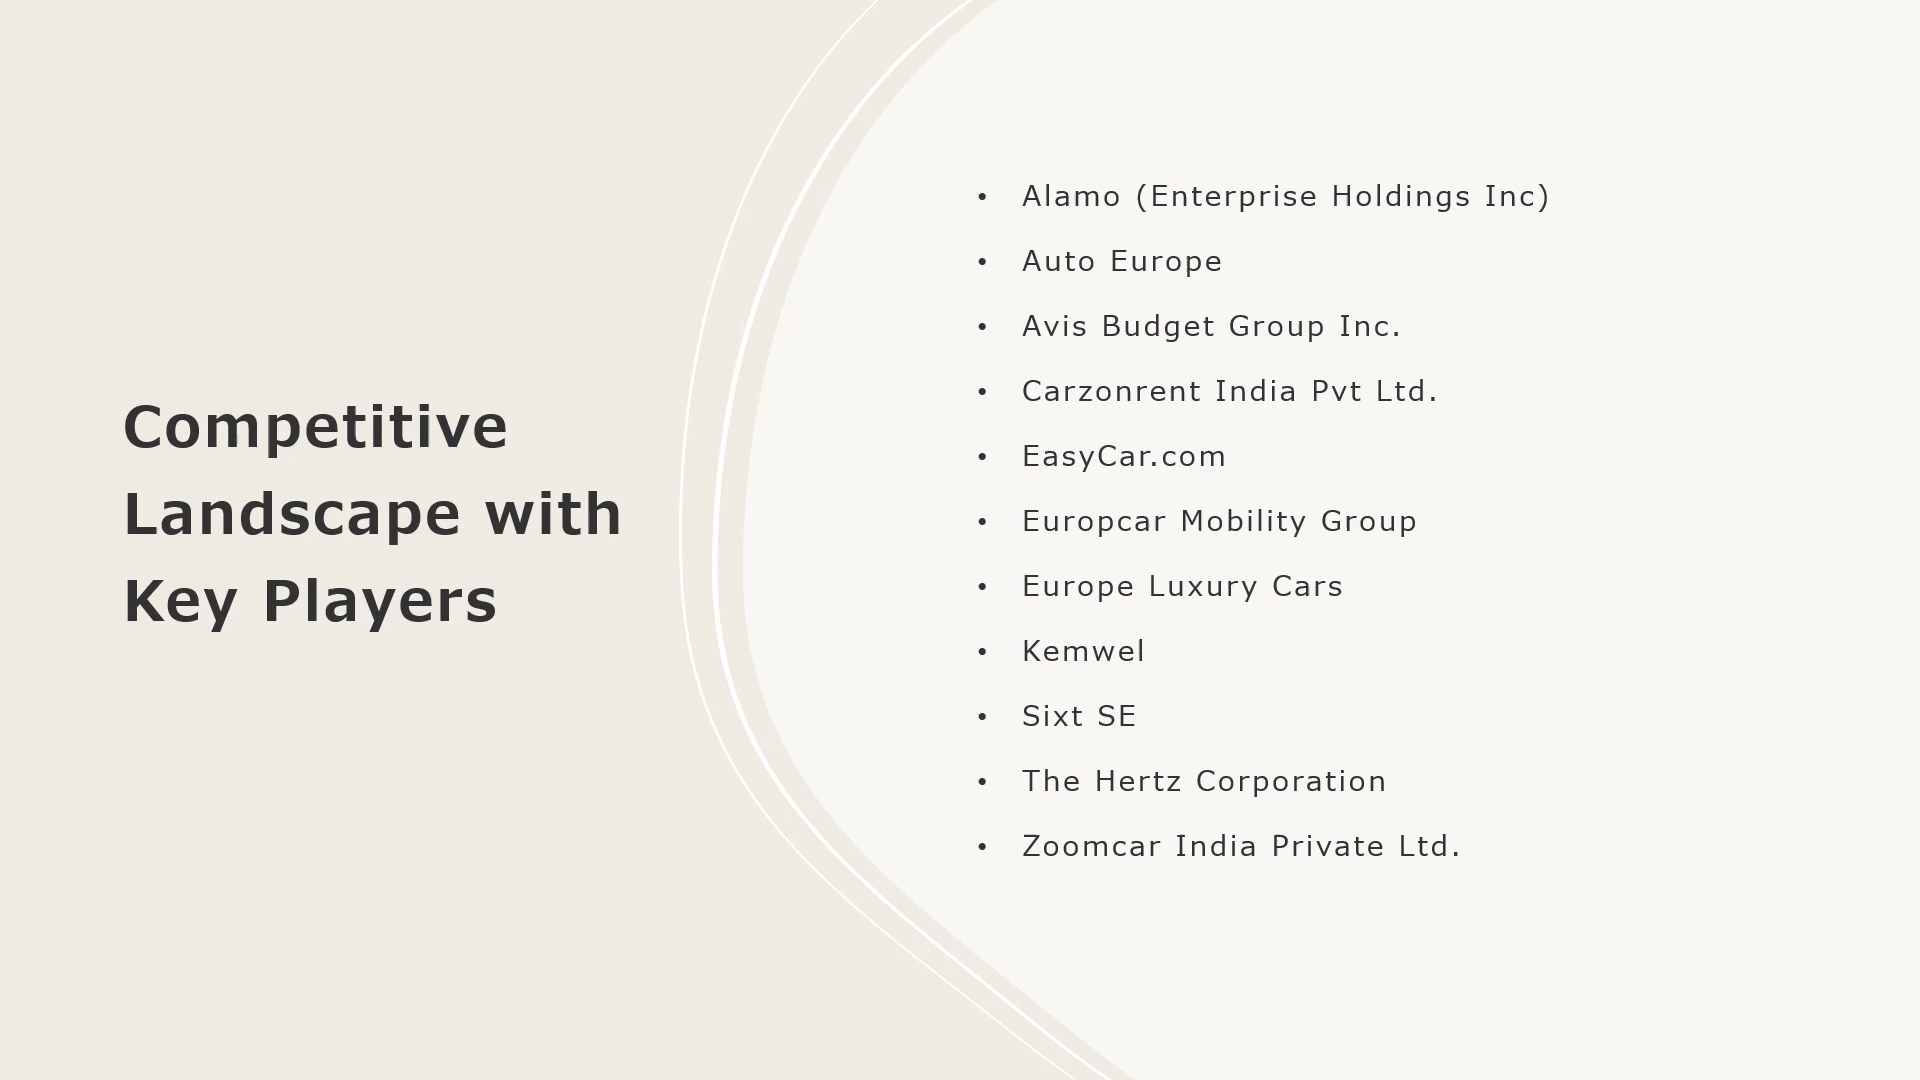 Competitive
Landscape with
Key Players
• Alamo (Enterprise Holdings Inc)
• Auto Europe
• Avis Budget Group Inc.
• Carzonrent India Pvt Ltd.
• EasyCar.com
• Europcar Mobility Group
• Europe Luxury Cars
• Kemwel
• Sixt SE
• The Hertz Corporation
• Zoomcar India Private Ltd.